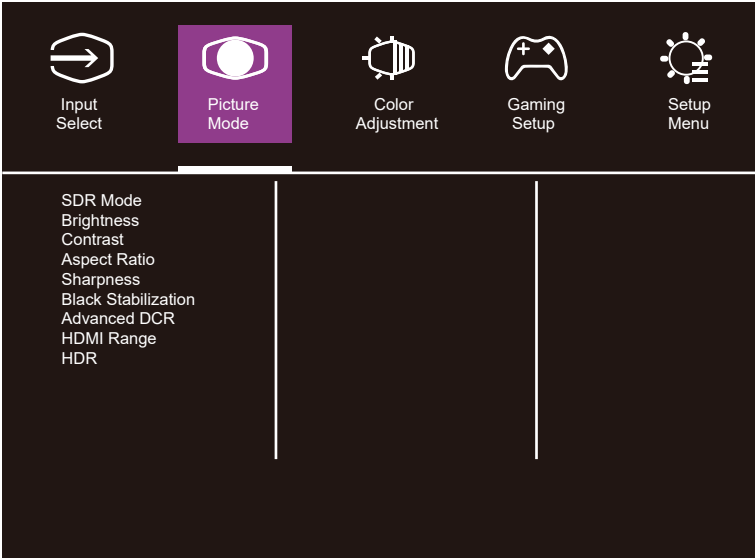 Input
Select
Picture
Mode
Color
Adjustment
Gaming
Setup
Setup
Menu
SDR Mode
Brightness
Contrast
Aspect Ratio
Sharpness
Black Stabilization
Advanced DCR
HDMI Range
HDR